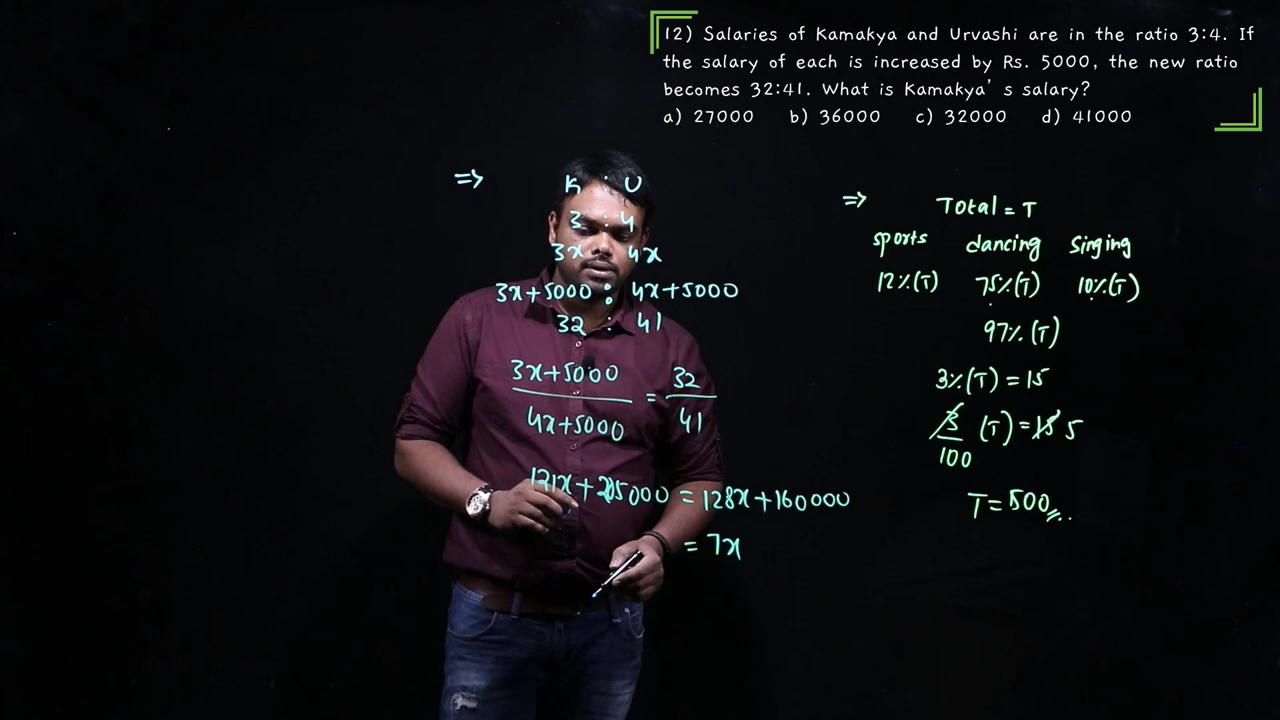 12) Salaries of Kamakya and Urvashi are in the ratio 3:4. If
the salary of each is increased by Rs. 5000, the new ratio
becomes 32:41. What is Kamakya's salary?
a) 27000 b) 36000 c) 32000 d) 41000
=> K : U
3 : 4
3x 4x
3x+5000 : 4x+5000
32 : 41
3x+5000 / 4x+5000 = 32 / 41
121x+205000 = 128x+160000
= 7x
=> Total = T
sports dancing singing
12%(T) 75%(T) 10%(T)
97% (T)
3%(T) = 15
3/100 (T) = 15 5
T = 500